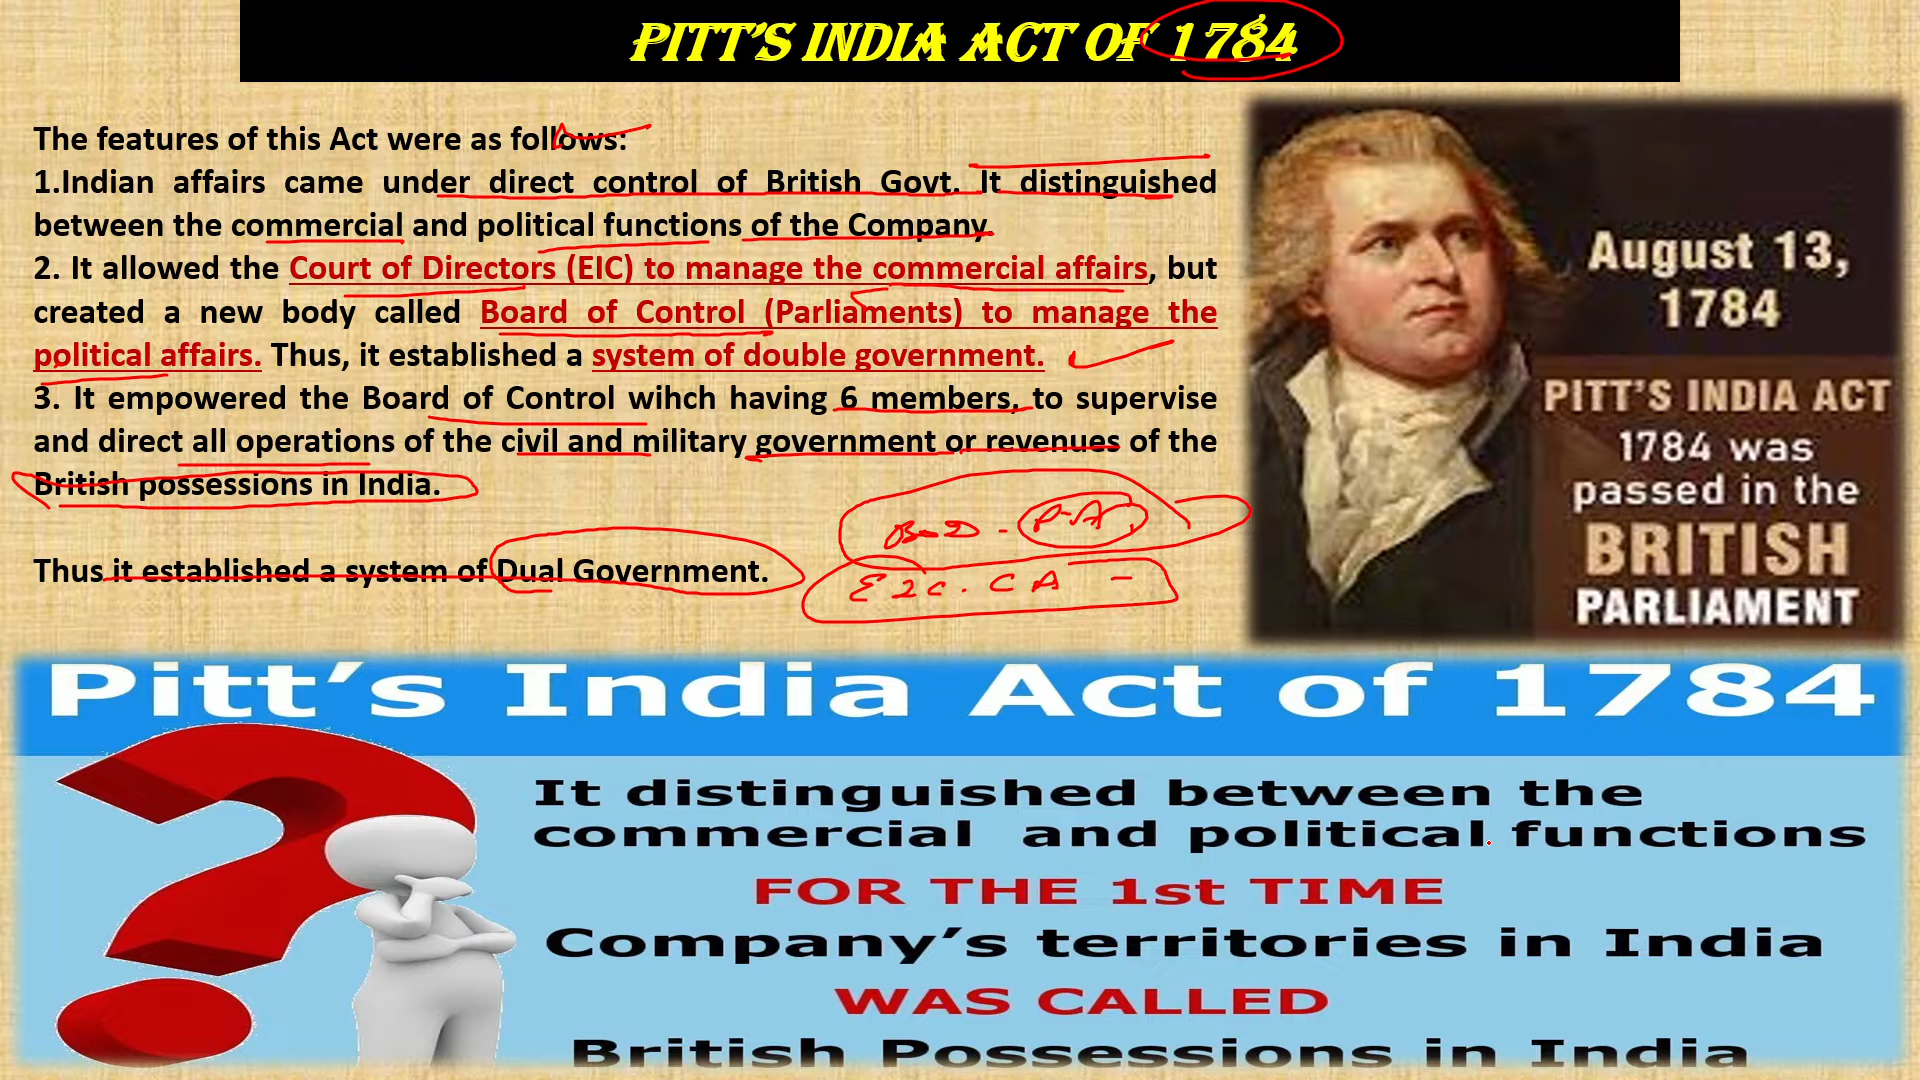 PITT'S INDIA ACT OF 1784
The features of this Act were as follows:
1.Indian affairs came under direct control of British Govt. It distinguished
between the commercial and political functions of the Company.
2. It allowed the Court of Directors (EIC) to manage the commercial affairs, but
created a new body called Board of Control (Parliaments) to manage the
political affairs. Thus, it established a system of double government.
3. It empowered the Board of Control wihch having 6 members, to supervise
and direct all operations of the civil and military government or revenues of the
British possessions in India.
Thus it established a system of Dual Government.
P-A
EIC. CA -
August 13,
1784
PITT'S INDIA ACT
1784 was
passed in the
BRITISH
PARLIAMENT
Pitt's India Act of 1784
It distinguished between the
commercial and political functions
FOR THE 1st TIME
Company's territories in India
WAS CALLED
British Possessions in India